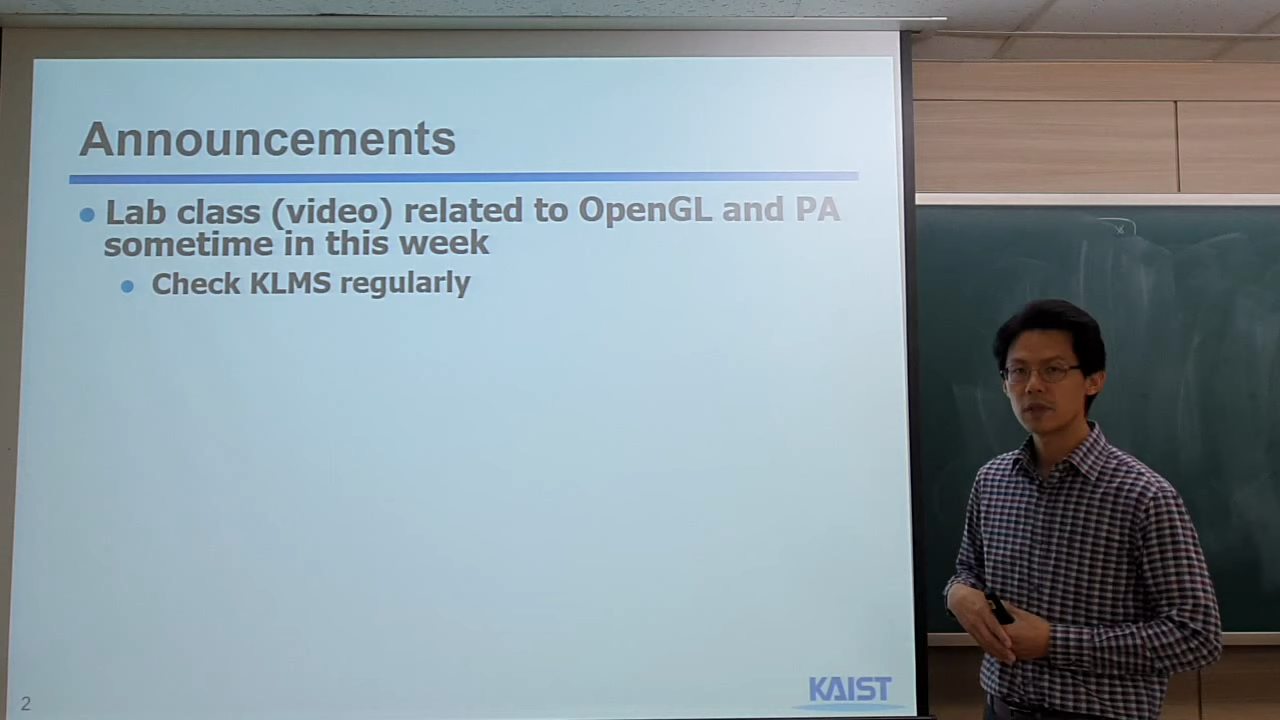 Announcements
Lab class (video) related to OpenGL and PA
sometime in this week
Check KLMS regularly
2
KAIST